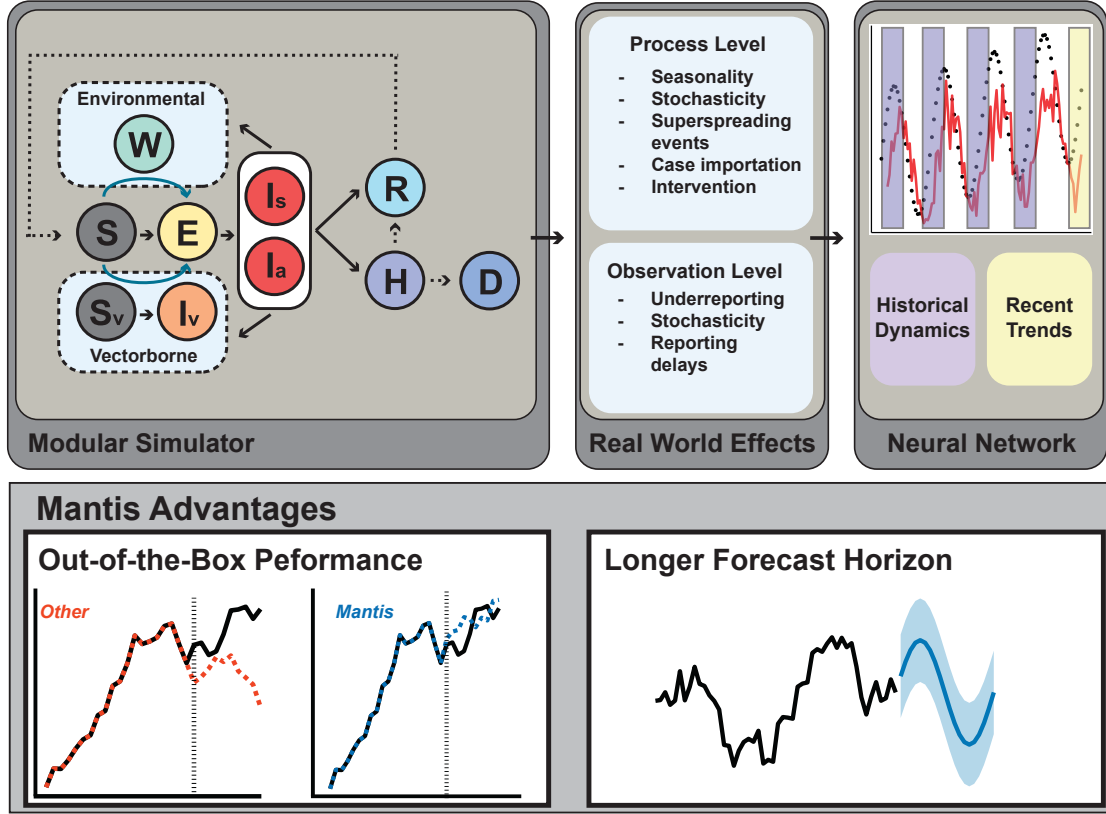 Environmental
W
S
E
Is
Ia
R
H
D
Sv
Iv
Vectorborne
Modular Simulator
Process Level
- Seasonality
- Stochasticity
- Superspreading
events
- Case importation
- Intervention
Observation Level
- Underreporting
- Stochasticity
- Reporting
delays
Real World Effects
Historical
Dynamics
Recent
Trends
Neural Network
Mantis Advantages
Out-of-the-Box Peformance
Other
Mantis
Longer Forecast Horizon